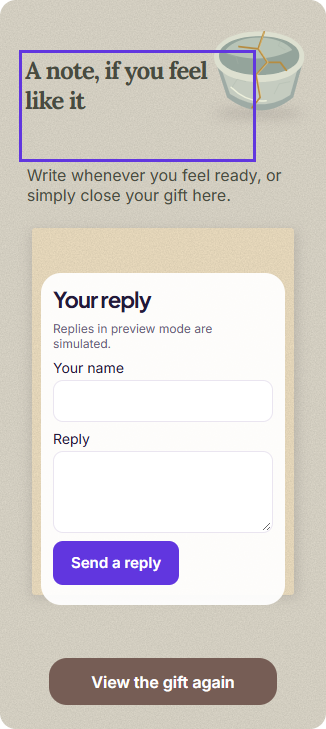 A note, if you feel
like it
Write whenever you feel ready, or
simply close your gift here.
Your reply
Replies in preview mode are
simulated.
Your name
Reply
Send a reply
View the gift again